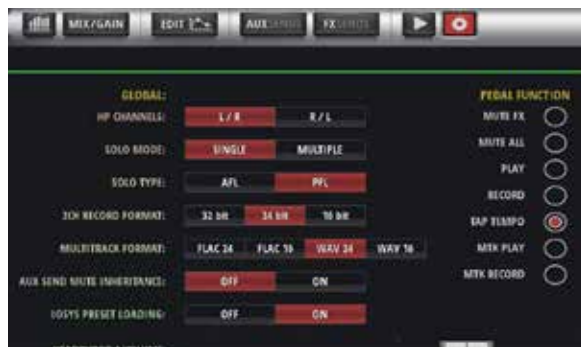 MIX/GAIN EDIT AUX SENDS FX SENDS
GLOBAL:
HP CHANNELS: L / R R / L
SOLO MODE: SINGLE MULTIPLE
SOLO TYPE: AFL PFL
2CH RECORD FORMAT: 32 bit 24 bit 16 bit
MULTITRACK FORMAT: FLAC 24 FLAC 16 WAV 24 WAV 16
AUX SEND MUTE INHERITANCE: OFF ON
LOSYS PRESET LOADING: OFF ON
PEDAL FUNCTION
MUTE FX
MUTE ALL
PLAY
RECORD
TAP TEMPO
MTK PLAY
MTK RECORD